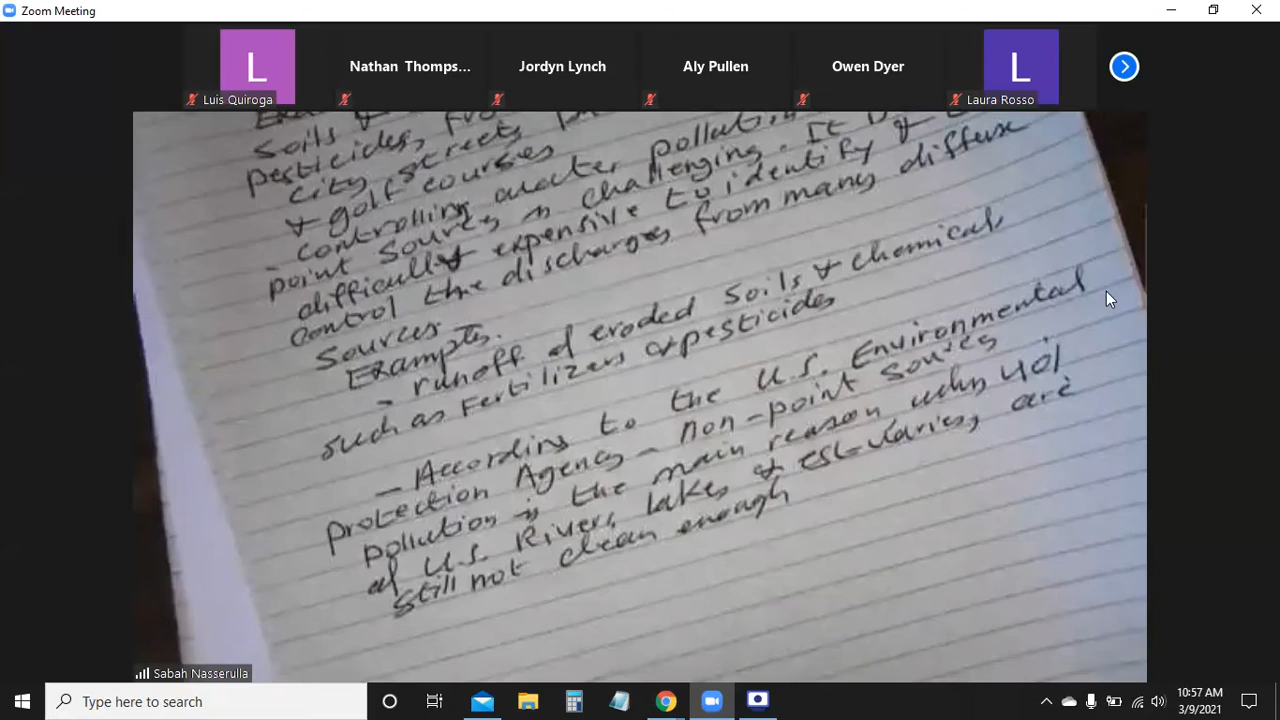 Zoom Meeting
L
Luis Quiroga
Nathan Thomps...
Jordyn Lynch
Aly Pullen
Owen Dyer
L
Laura Rosso
soils &
pesticides, from
city streets
& golf courses
- controlling water pollution
point sources is challenging. It
difficult & expensive to identify &
control the discharges from many diffuse
sources
Examples.
- runoff of eroded soils & chemicals
such as Fertilizers & pesticides
- According to the U.S. Environmental
protection Agency - non-point sources
pollution is the main reason why 40%
of U.S. Rivers, lakes & estuaries, are
still not clean enough
Sabah Nasserulla
Type here to search
10:57 AM
3/9/2021